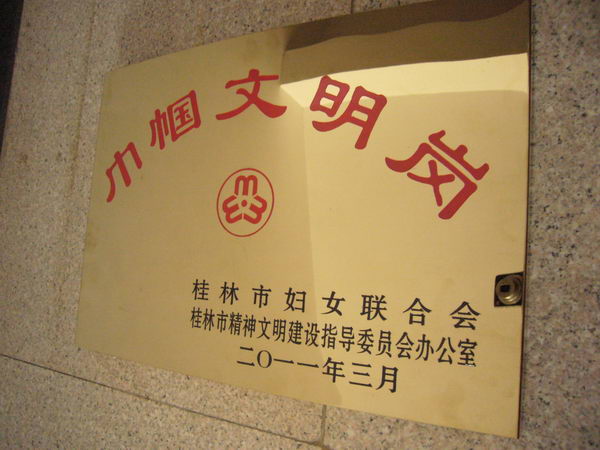 巾帼文明岗
桂林市妇女联合会
桂林市精神文明建设指导委员会办公室
二〇一一年三月